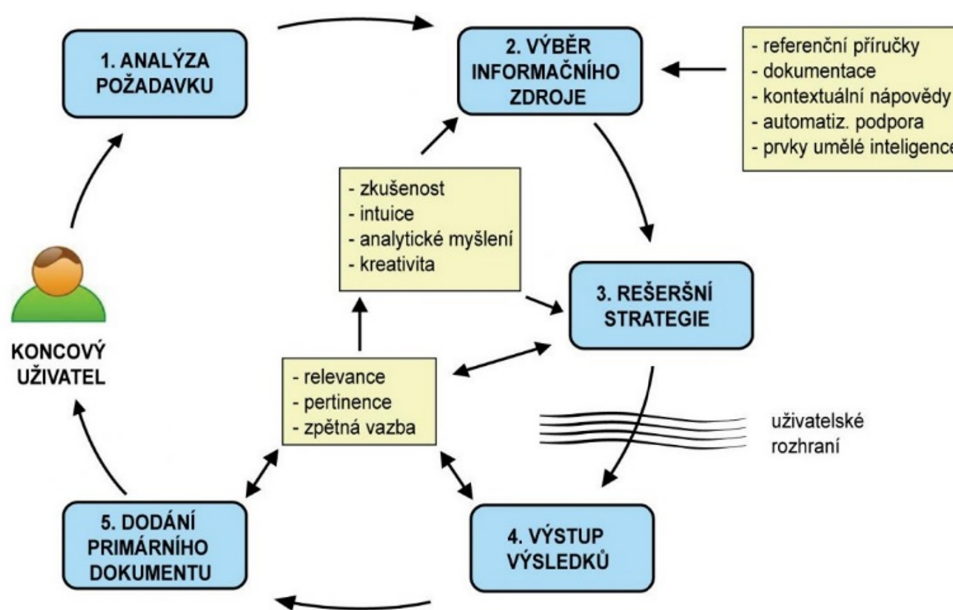 1. ANALÝZA
POŽADAVKU
2. VÝBĚR
INFORMAČNÍHO
ZDROJE
- referenční příručky
- dokumentace
- kontextuální nápovědy
- automatiz. podpora
- prvky umělé inteligence
- zkušenost
- intuice
- analytické myšlení
- kreativita
3. REŠERŠNÍ
STRATEGIE
KONCOVÝ
UŽIVATEL
- relevance
- pertinence
- zpětná vazba
uživatelské
rozhraní
5. DODÁNÍ
PRIMÁRNÍHO
DOKUMENTU
4. VÝSTUP
VÝSLEDKŮ